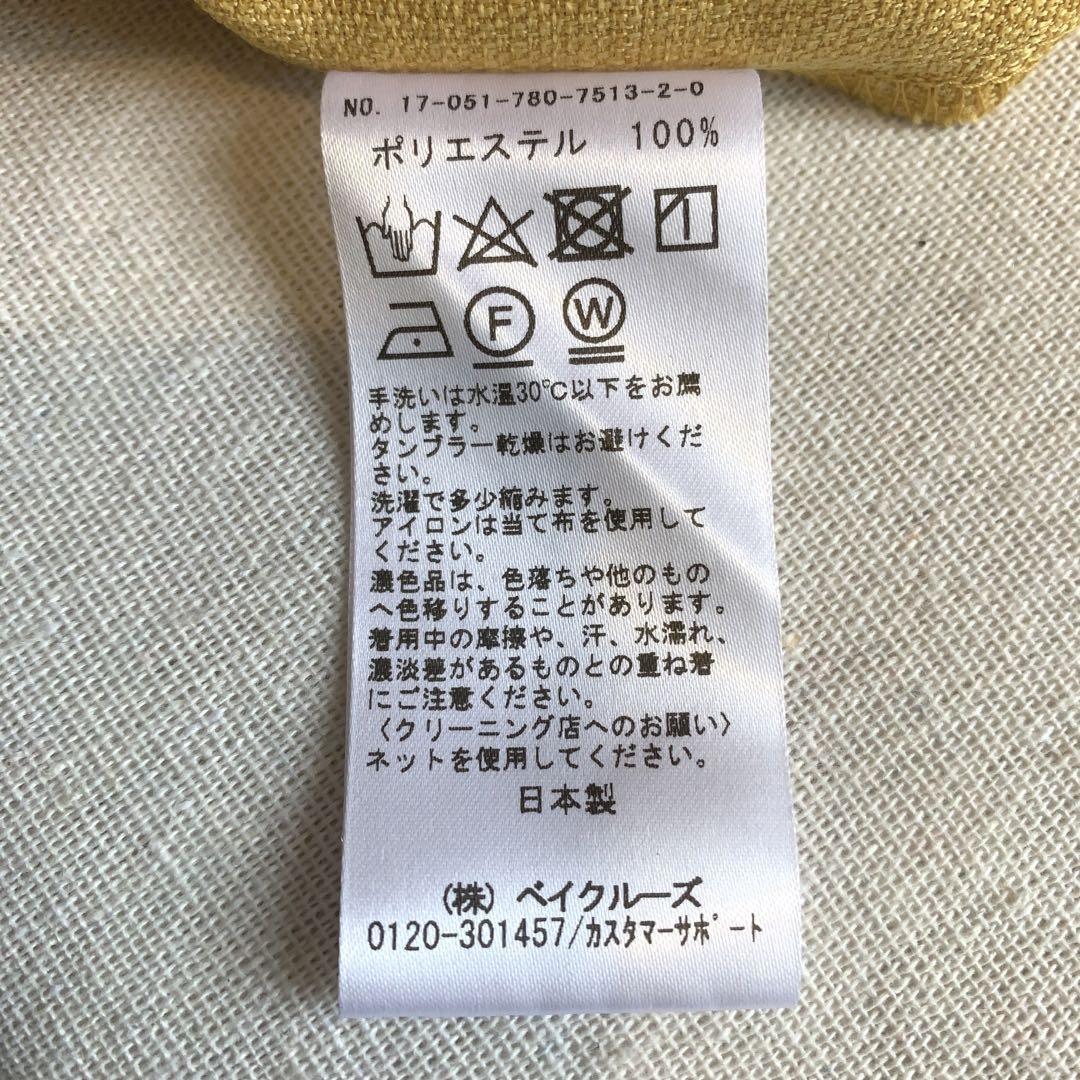 NO. 17-051-780-7513-2-0
ポリエステル 100%
F W
手洗いは水温30℃以下をお薦
めします。
タンブラー乾燥はお避けくだ
さい。
洗濯で多少縮みます。
アイロンは当て布を使用して
ください。
濃色品は、色落ちや他のもの
へ色移りすることがあります。
着用中の摩擦や、汗、水濡れ、
濃淡差があるものとの重ね着
にご注意ください。
〈クリーニング店へのお願い〉
ネットを使用してください。
日本製
(株) ベイクルーズ
0120-301457/カスタマーサポート